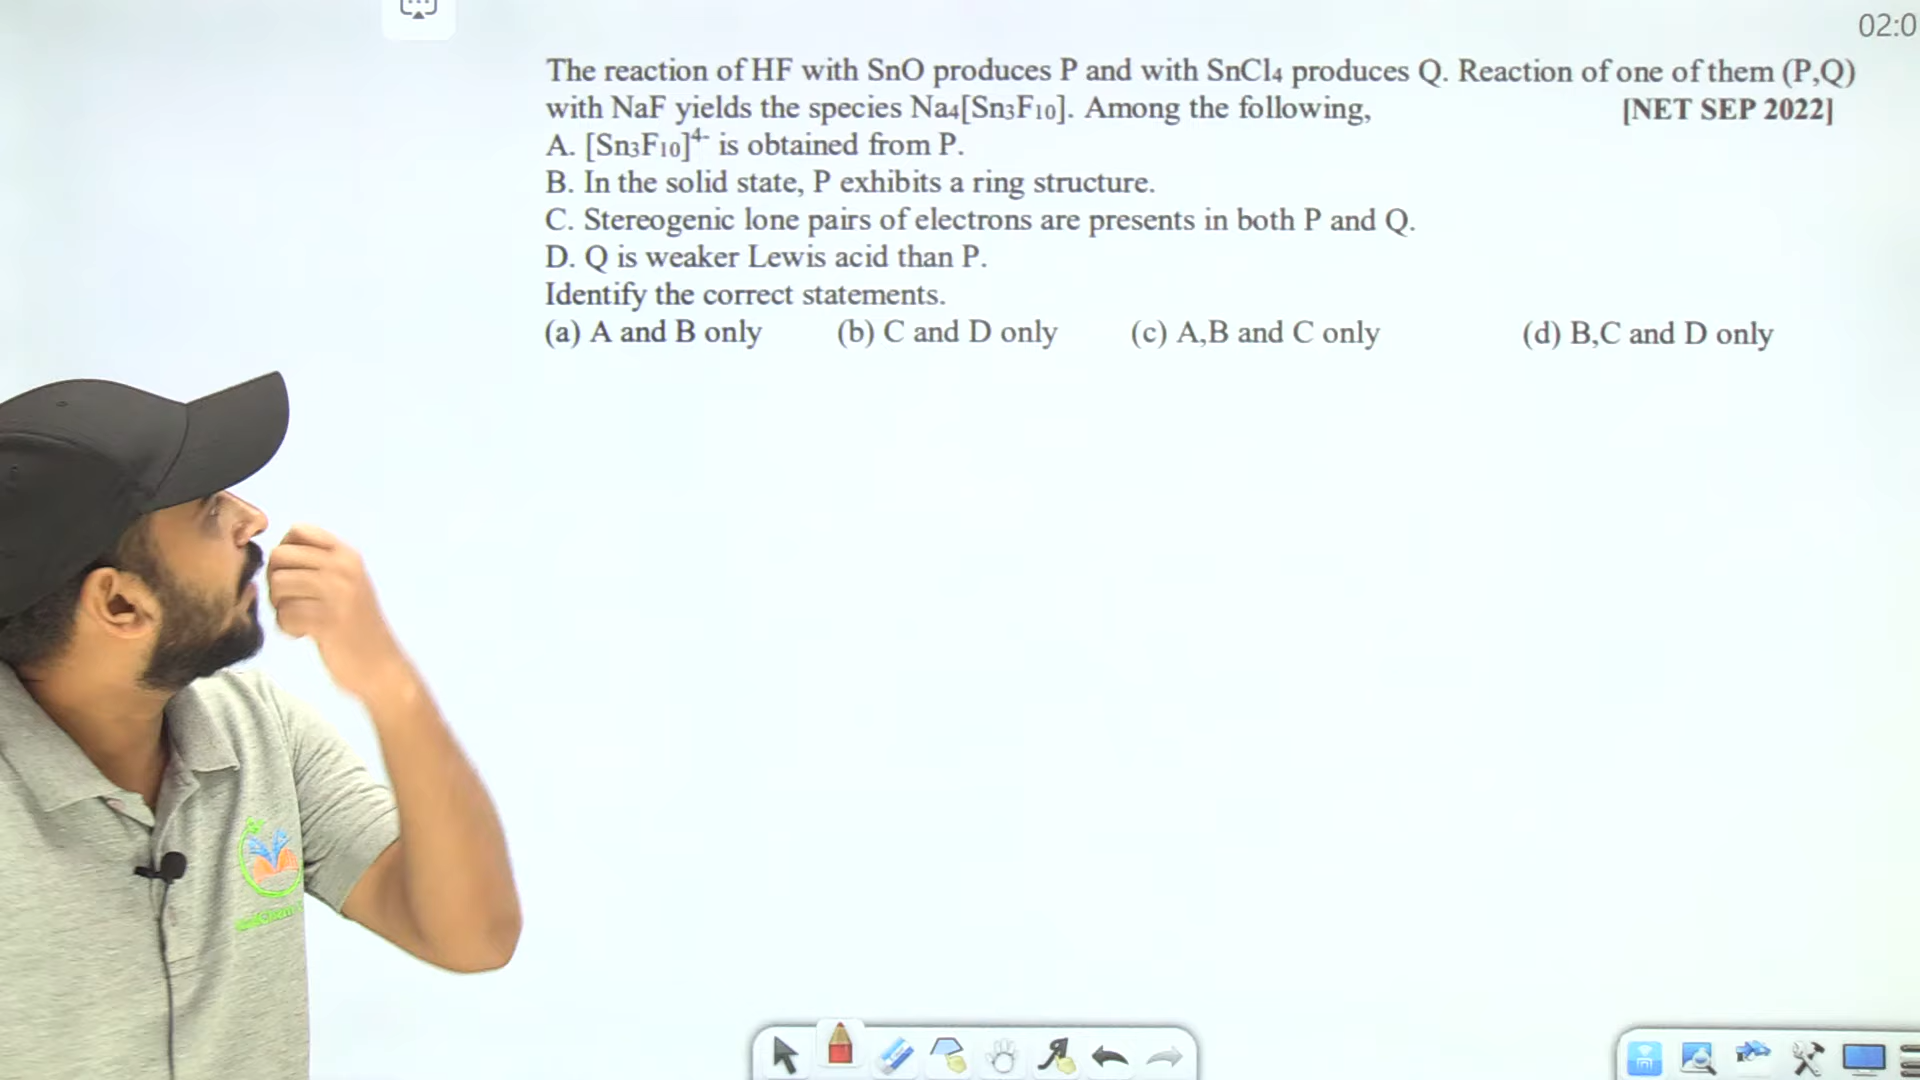 02:0
The reaction of HF with SnO produces P and with SnCl₄ produces Q. Reaction of one of them (P,Q)
with NaF yields the species Na₄[Sn₃F₁₀]. Among the following, [NET SEP 2022]
A. [Sn₃F₁₀]⁴⁻ is obtained from P.
B. In the solid state, P exhibits a ring structure.
C. Stereogenic lone pairs of electrons are presents in both P and Q.
D. Q is weaker Lewis acid than P.
Identify the correct statements.
(a) A and B only (b) C and D only (c) A,B and C only (d) B,C and D only